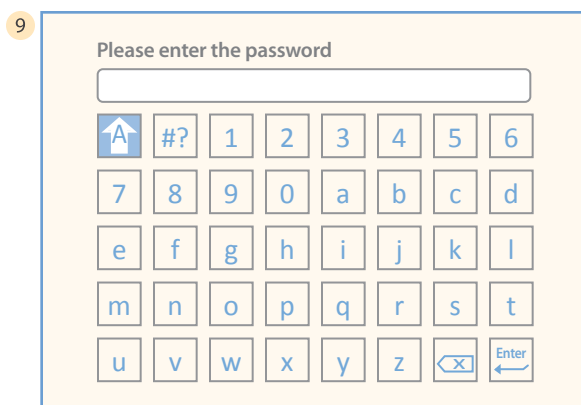 9
Please enter the password
A #? 1 2 3 4 5 6
7 8 9 0 a b c d
e f g h i j k l
m n o p q r s t
u v w x y z X Enter